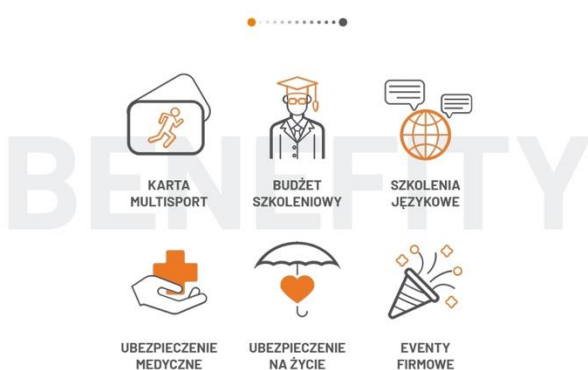 BENEFITY
KARTA
MULTISPORT
BUDŻET
SZKOLENIOWY
SZKOLENIA
JĘZYKOWE
UBEZPIECZENIE
MEDYCZNE
UBEZPIECZENIE
NA ŻYCIE
EVENTY
FIRMOWE